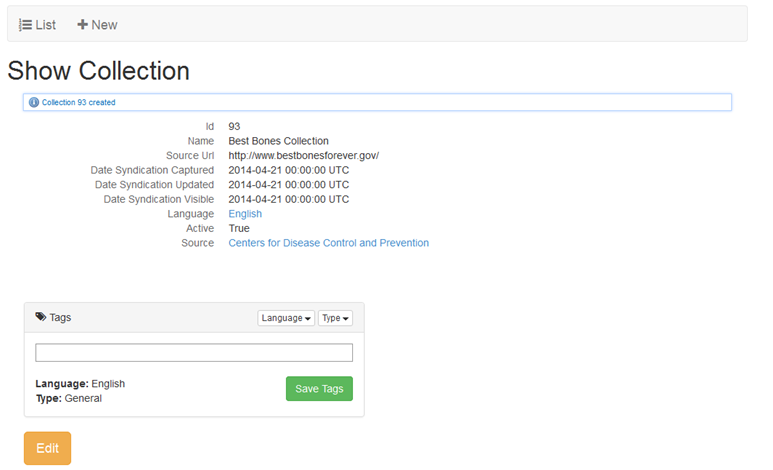 List New
Show Collection
Collection 93 created
Id 93
Name Best Bones Collection
Source Url http://www.bestbonesforever.gov/
Date Syndication Captured 2014-04-21 00:00:00 UTC
Date Syndication Updated 2014-04-21 00:00:00 UTC
Date Syndication Visible 2014-04-21 00:00:00 UTC
Language English
Active True
Source Centers for Disease Control and Prevention
Tags Language Type
Language: English
Type: General
Save Tags
Edit